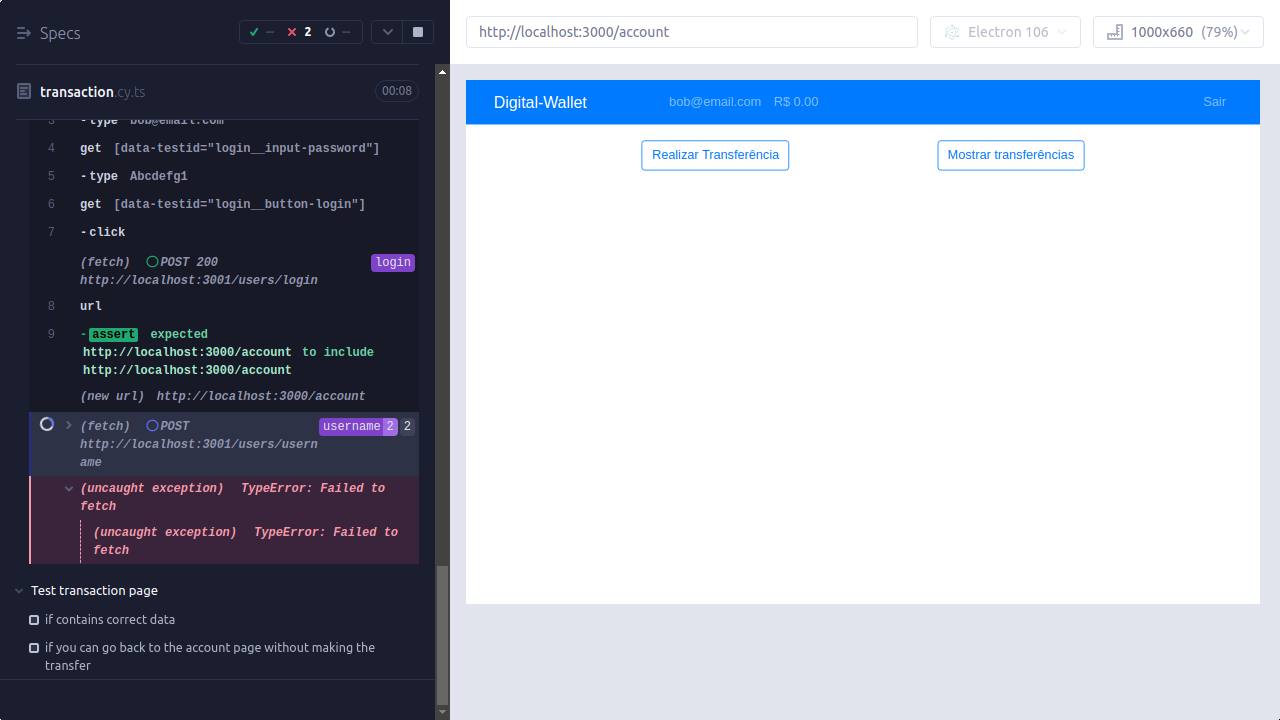 Specs
-- 2 --
transaction.cy.ts 00:08
3 -type bob@email.com
4 get [data-testid="login__input-password"]
5 -type Abcdefg1
6 get [data-testid="login__button-login"]
7 -click
(fetch) POST 200 login
http://localhost:3001/users/login
8 url
9 -assert expected
http://localhost:3000/account to include
http://localhost:3000/account
(new url) http://localhost:3000/account
(fetch) POST username 2 2
http://localhost:3001/users/usern
ame
(uncaught exception) TypeError: Failed to
fetch
(uncaught exception) TypeError: Failed to
fetch
Test transaction page
if contains correct data
if you can go back to the account page without making the
transfer
http://localhost:3000/account Electron 106 1000x660 (79%)
Digital-Wallet bob@email.com R$ 0.00 Sair
Realizar Transferência Mostrar transferências